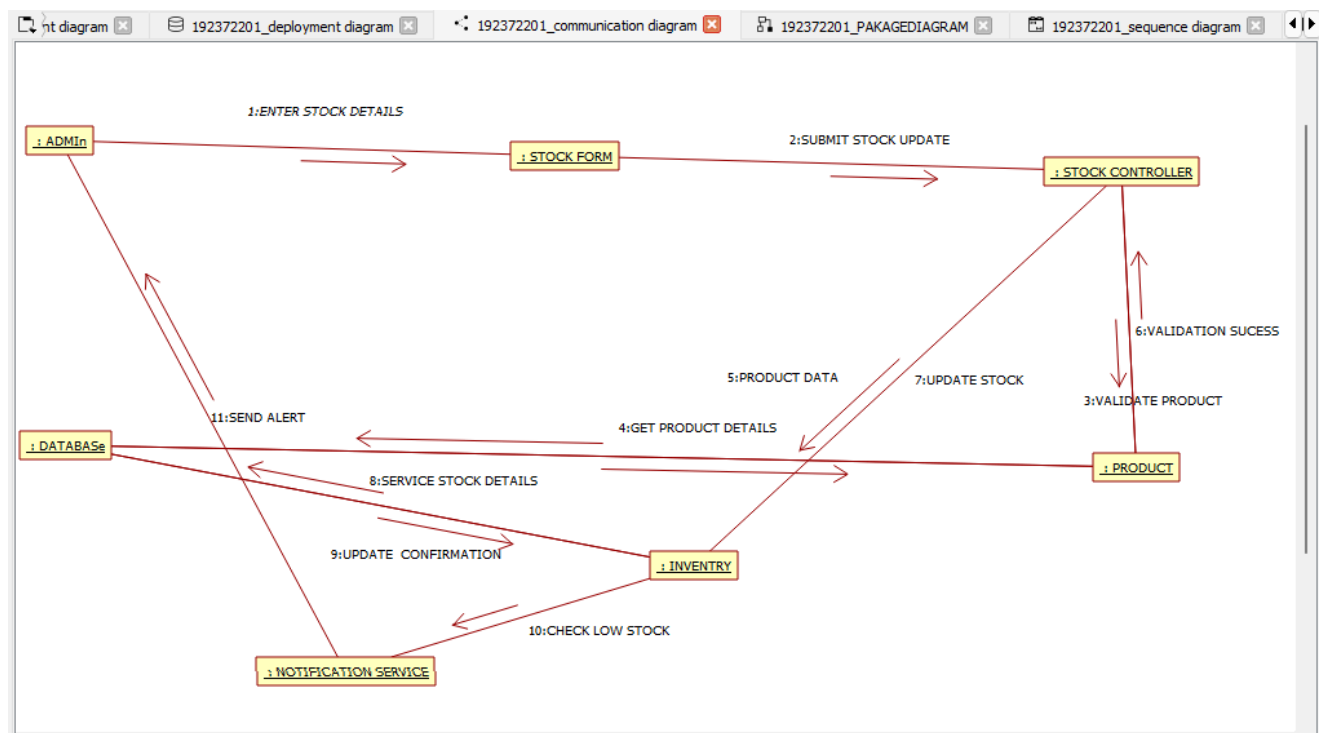 nt diagram
192372201_deployment diagram
192372201_communication diagram
192372201_PAKAGEDIAGRAM
192372201_sequence diagram
1:ENTER STOCK DETAILS
: ADMIn
2:SUBMIT STOCK UPDATE
: STOCK FORM
: STOCK CONTROLLER
6:VALIDATION SUCESS
5:PRODUCT DATA
7:UPDATE STOCK
3:VALIDATE PRODUCT
11:SEND ALERT
4:GET PRODUCT DETAILS
: DATABASe
: PRODUCT
8:SERVICE STOCK DETAILS
9:UPDATE CONFIRMATION
: INVENTRY
10:CHECK LOW STOCK
: NOTIFICATION SERVICE